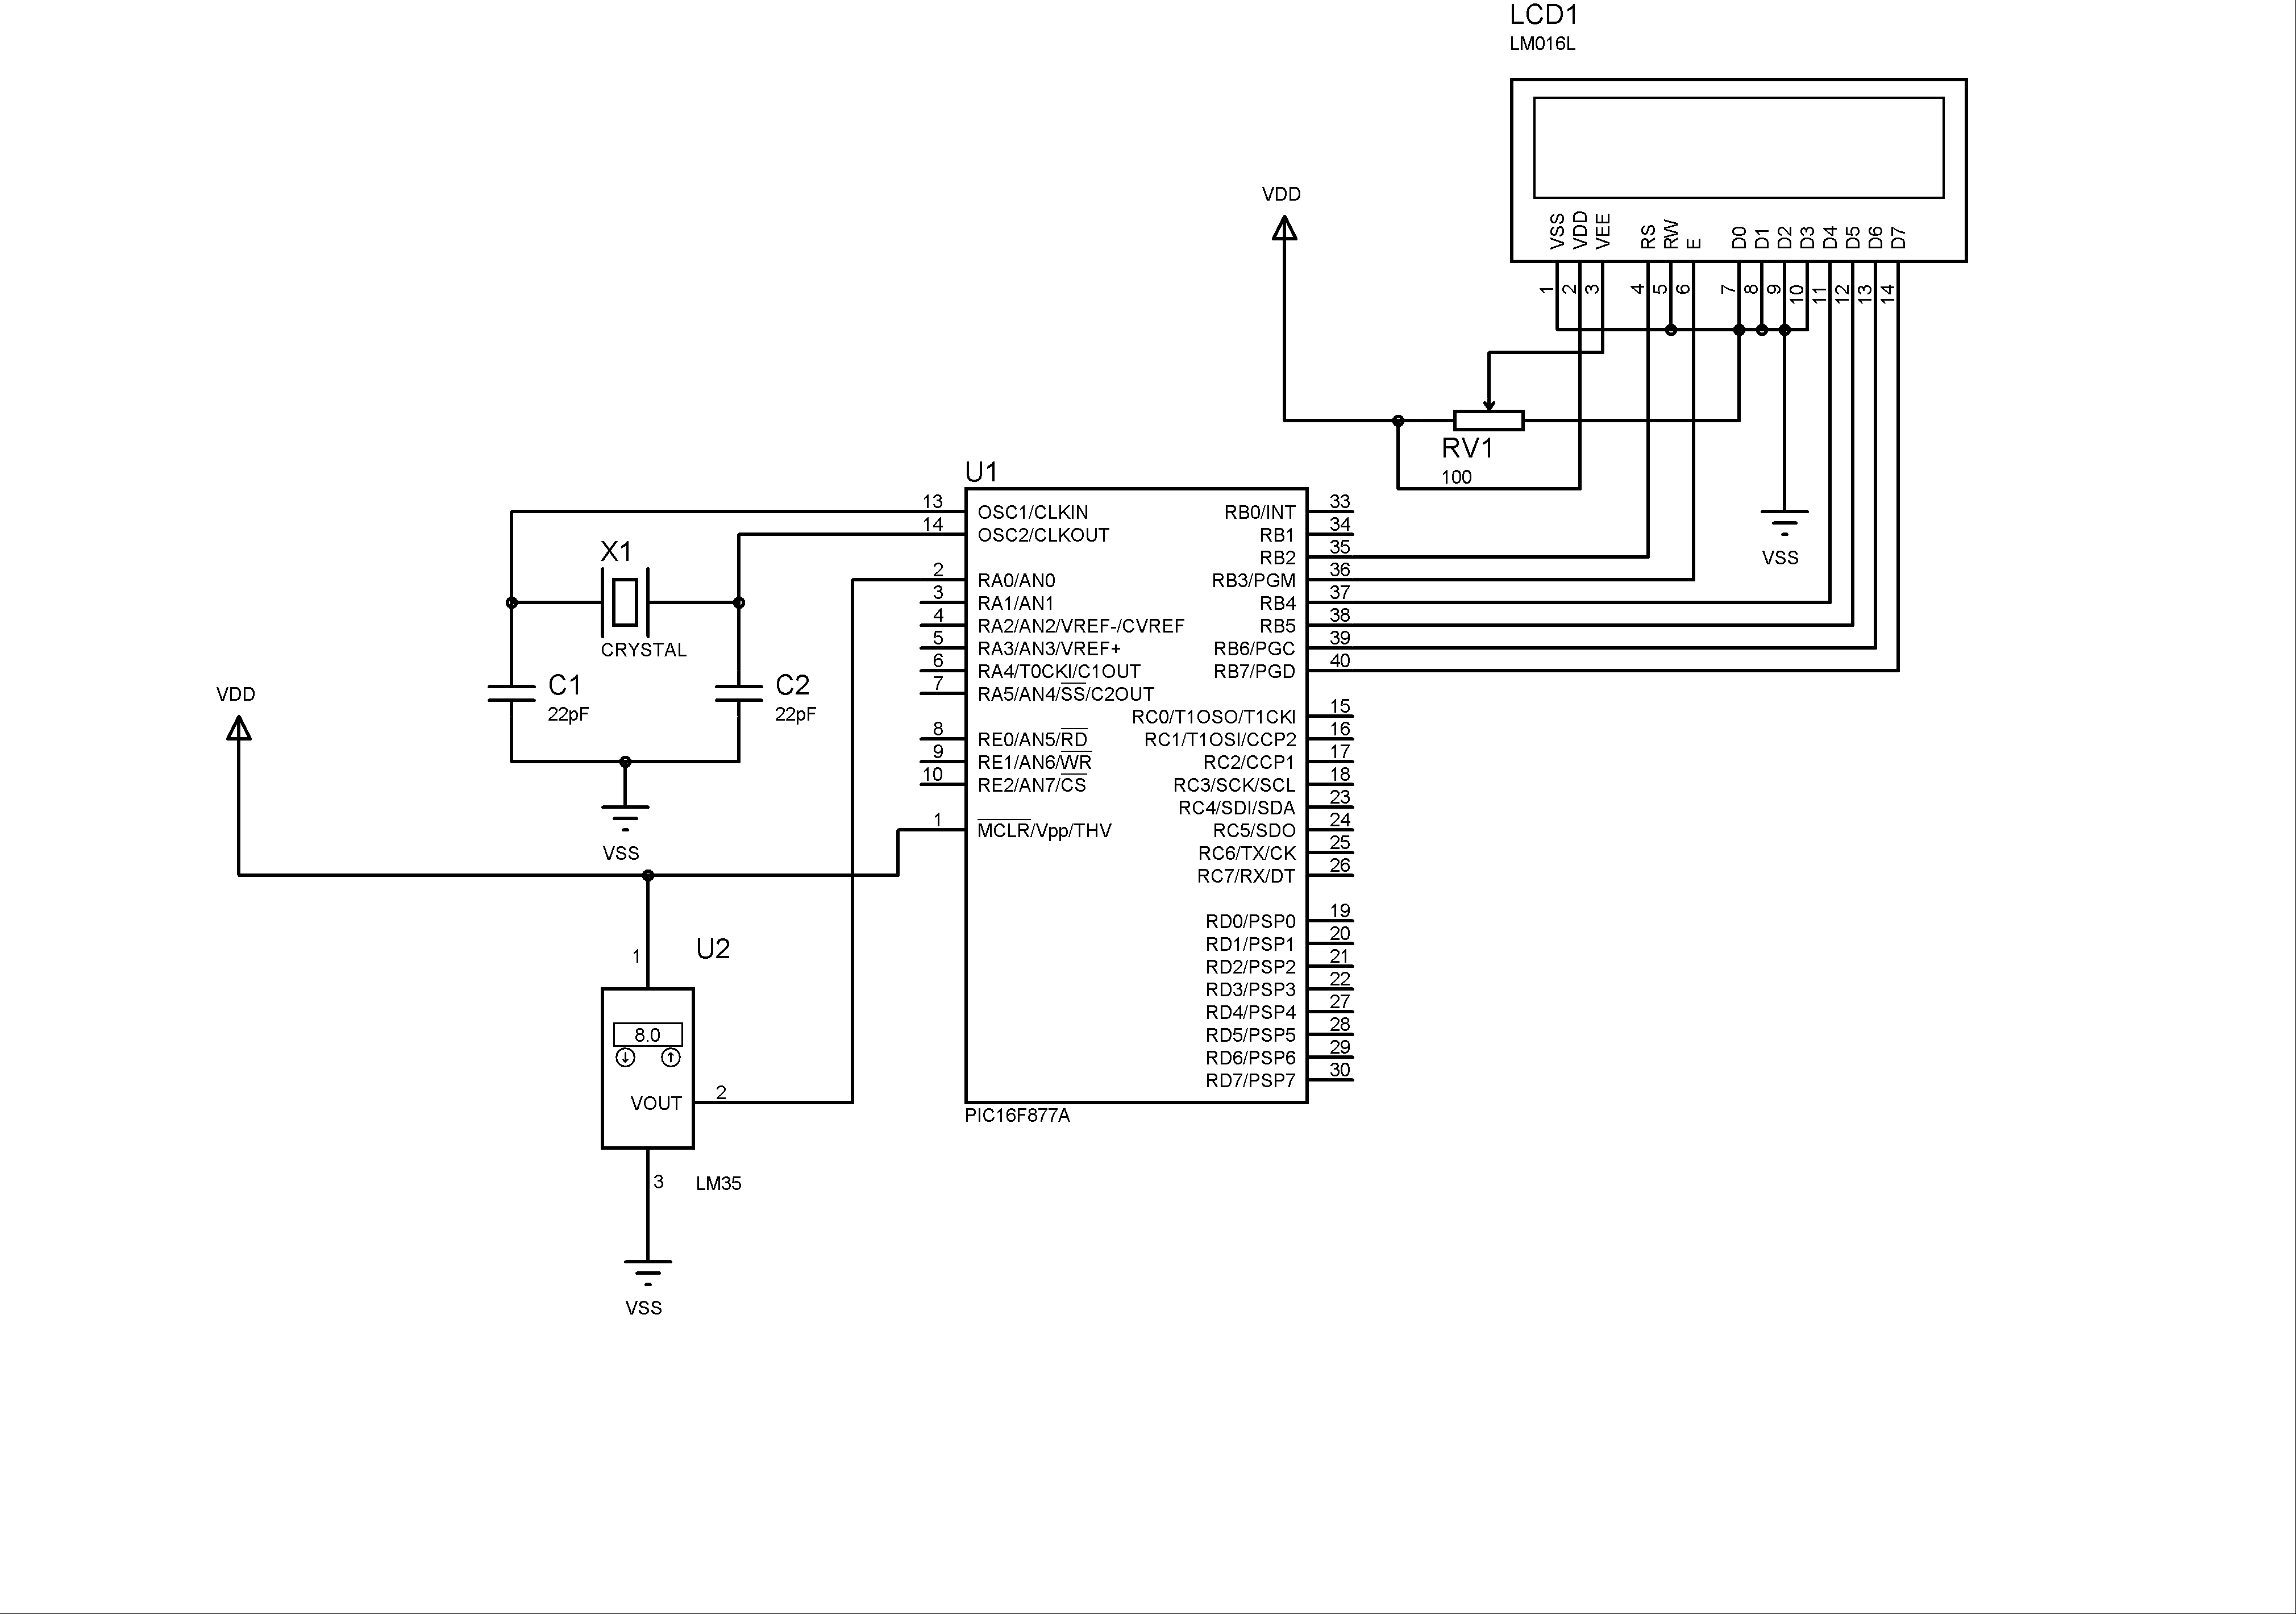 LCD1
LM016L
VSS
VDD
VEE
RS
RW
E
D0
D1
D2
D3
D4
D5
D6
D7
1
2
3
4
5
6
7
8
9
10
11
12
13
14
VDD
RV1
100
VSS
U1
13 OSC1/CLKIN
14 OSC2/CLKOUT
2 RA0/AN0
3 RA1/AN1
4 RA2/AN2/VREF-/CVREF
5 RA3/AN3/VREF+
6 RA4/T0CKI/C1OUT
7 RA5/AN4/SS/C2OUT
8 RE0/AN5/RD
9 RE1/AN6/WR
10 RE2/AN7/CS
1 MCLR/Vpp/THV
RB0/INT 33
RB1 34
RB2 35
RB3/PGM 36
RB4 37
RB5 38
RB6/PGC 39
RB7/PGD 40
RC0/T1OSO/T1CKI 15
RC1/T1OSI/CCP2 16
RC2/CCP1 17
RC3/SCK/SCL 18
RC4/SDI/SDA 23
RC5/SDO 24
RC6/TX/CK 25
RC7/RX/DT 26
RD0/PSP0 19
RD1/PSP1 20
RD2/PSP2 21
RD3/PSP3 22
RD4/PSP4 27
RD5/PSP5 28
RD6/PSP6 29
RD7/PSP7 30
PIC16F877A
X1
CRYSTAL
C1
22pF
C2
22pF
VSS
VDD
1
U2
8.0
VOUT
2
3
LM35
VSS